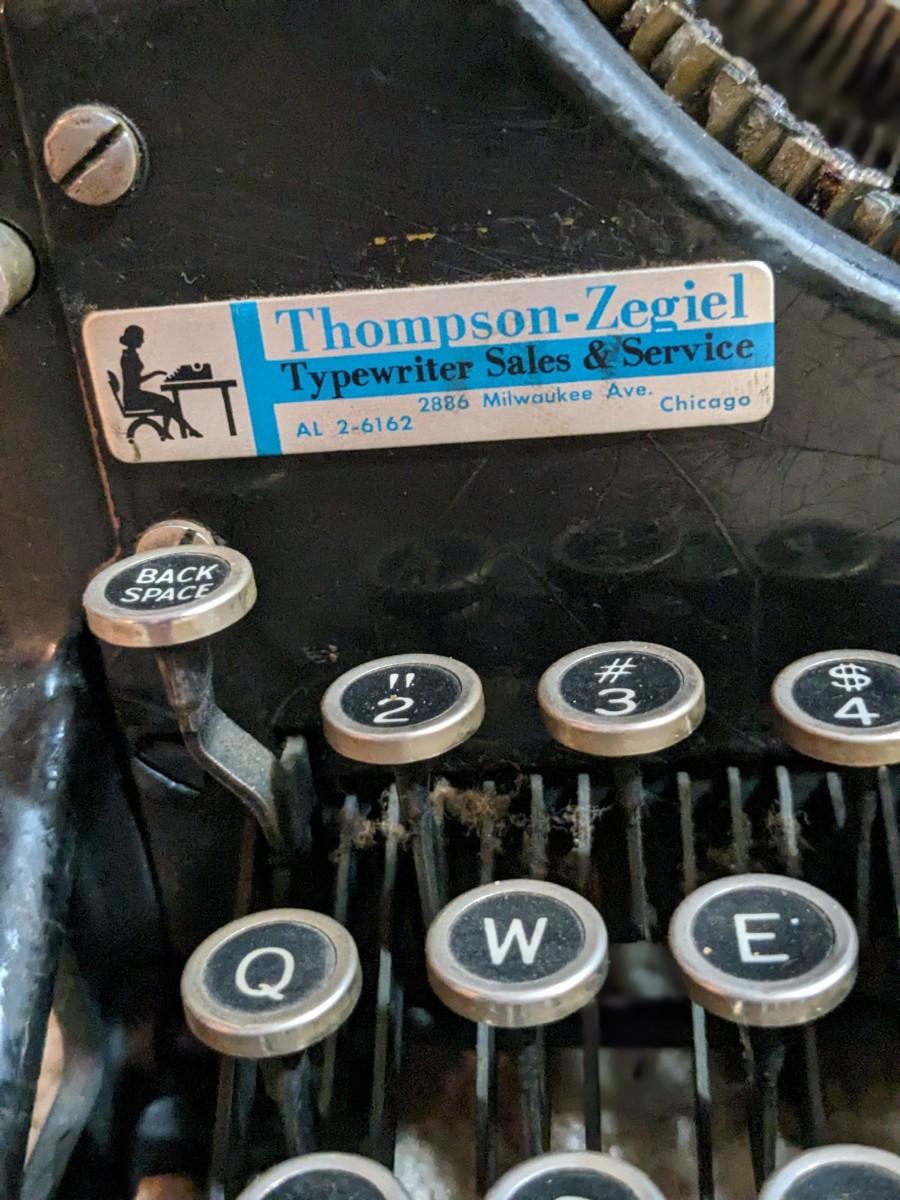 Thompson-Zegiel
Typewriter Sales & Service
2886 Milwaukee Ave.
AL 2-6162
Chicago
BACK
SPACE
"
2
#
3
$
4
Q
W
E